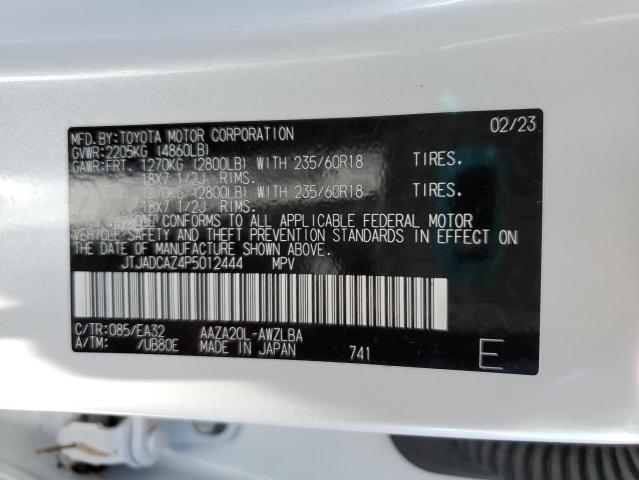 MFD.BY:TOYOTA MOTOR CORPORATION 02/23
GVWR:2205KG (4860LB)
GAWR:FRT. 1270KG (2800LB) WITH 235/60R18 TIRES.
18X7 1/2J RIMS.
1270KG (2800LB) WITH 235/60R18 TIRES.
18X7 1/2J RIMS.
CONFORMS TO ALL APPLICABLE FEDERAL MOTOR
VEHICLE SAFETY AND THEFT PREVENTION STANDARDS IN EFFECT ON
THE DATE OF MANUFACTURE SHOWN ABOVE.
JTJADCAZ4P5012444 MPV
C/TR:085/EA32 AAZA20L-AWZLBA
A/TM: /UB80E MADE IN JAPAN 741 E